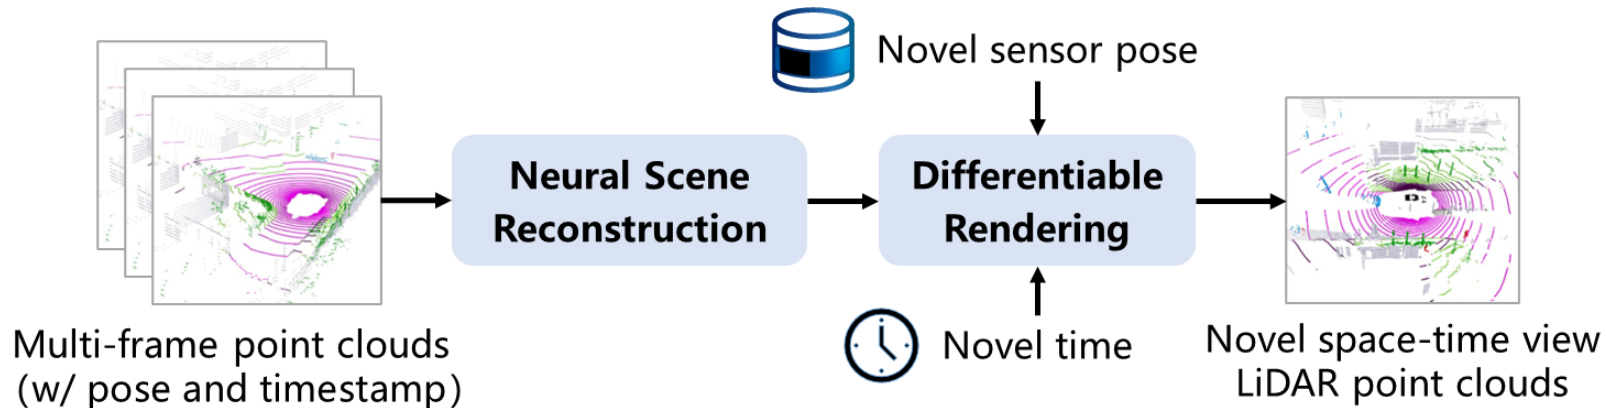 Novel sensor pose
Neural Scene
Reconstruction
Differentiable
Rendering
Multi-frame point clouds
(w/ pose and timestamp)
Novel time
Novel space-time view
LiDAR point clouds